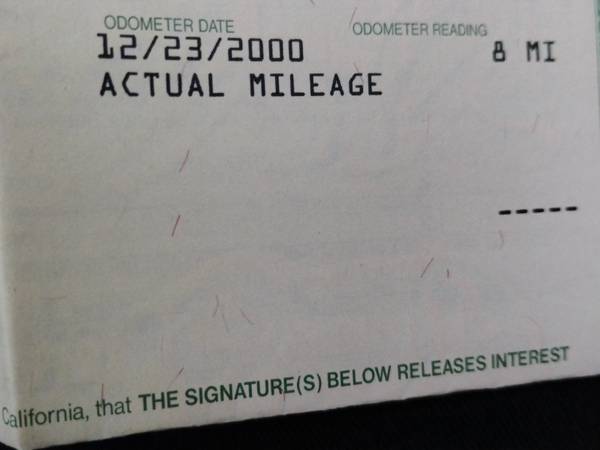 ODOMETER DATE ODOMETER READING
12/23/2000 8 MI
ACTUAL MILEAGE
-----
California, that THE SIGNATURE(S) BELOW RELEASES INTEREST